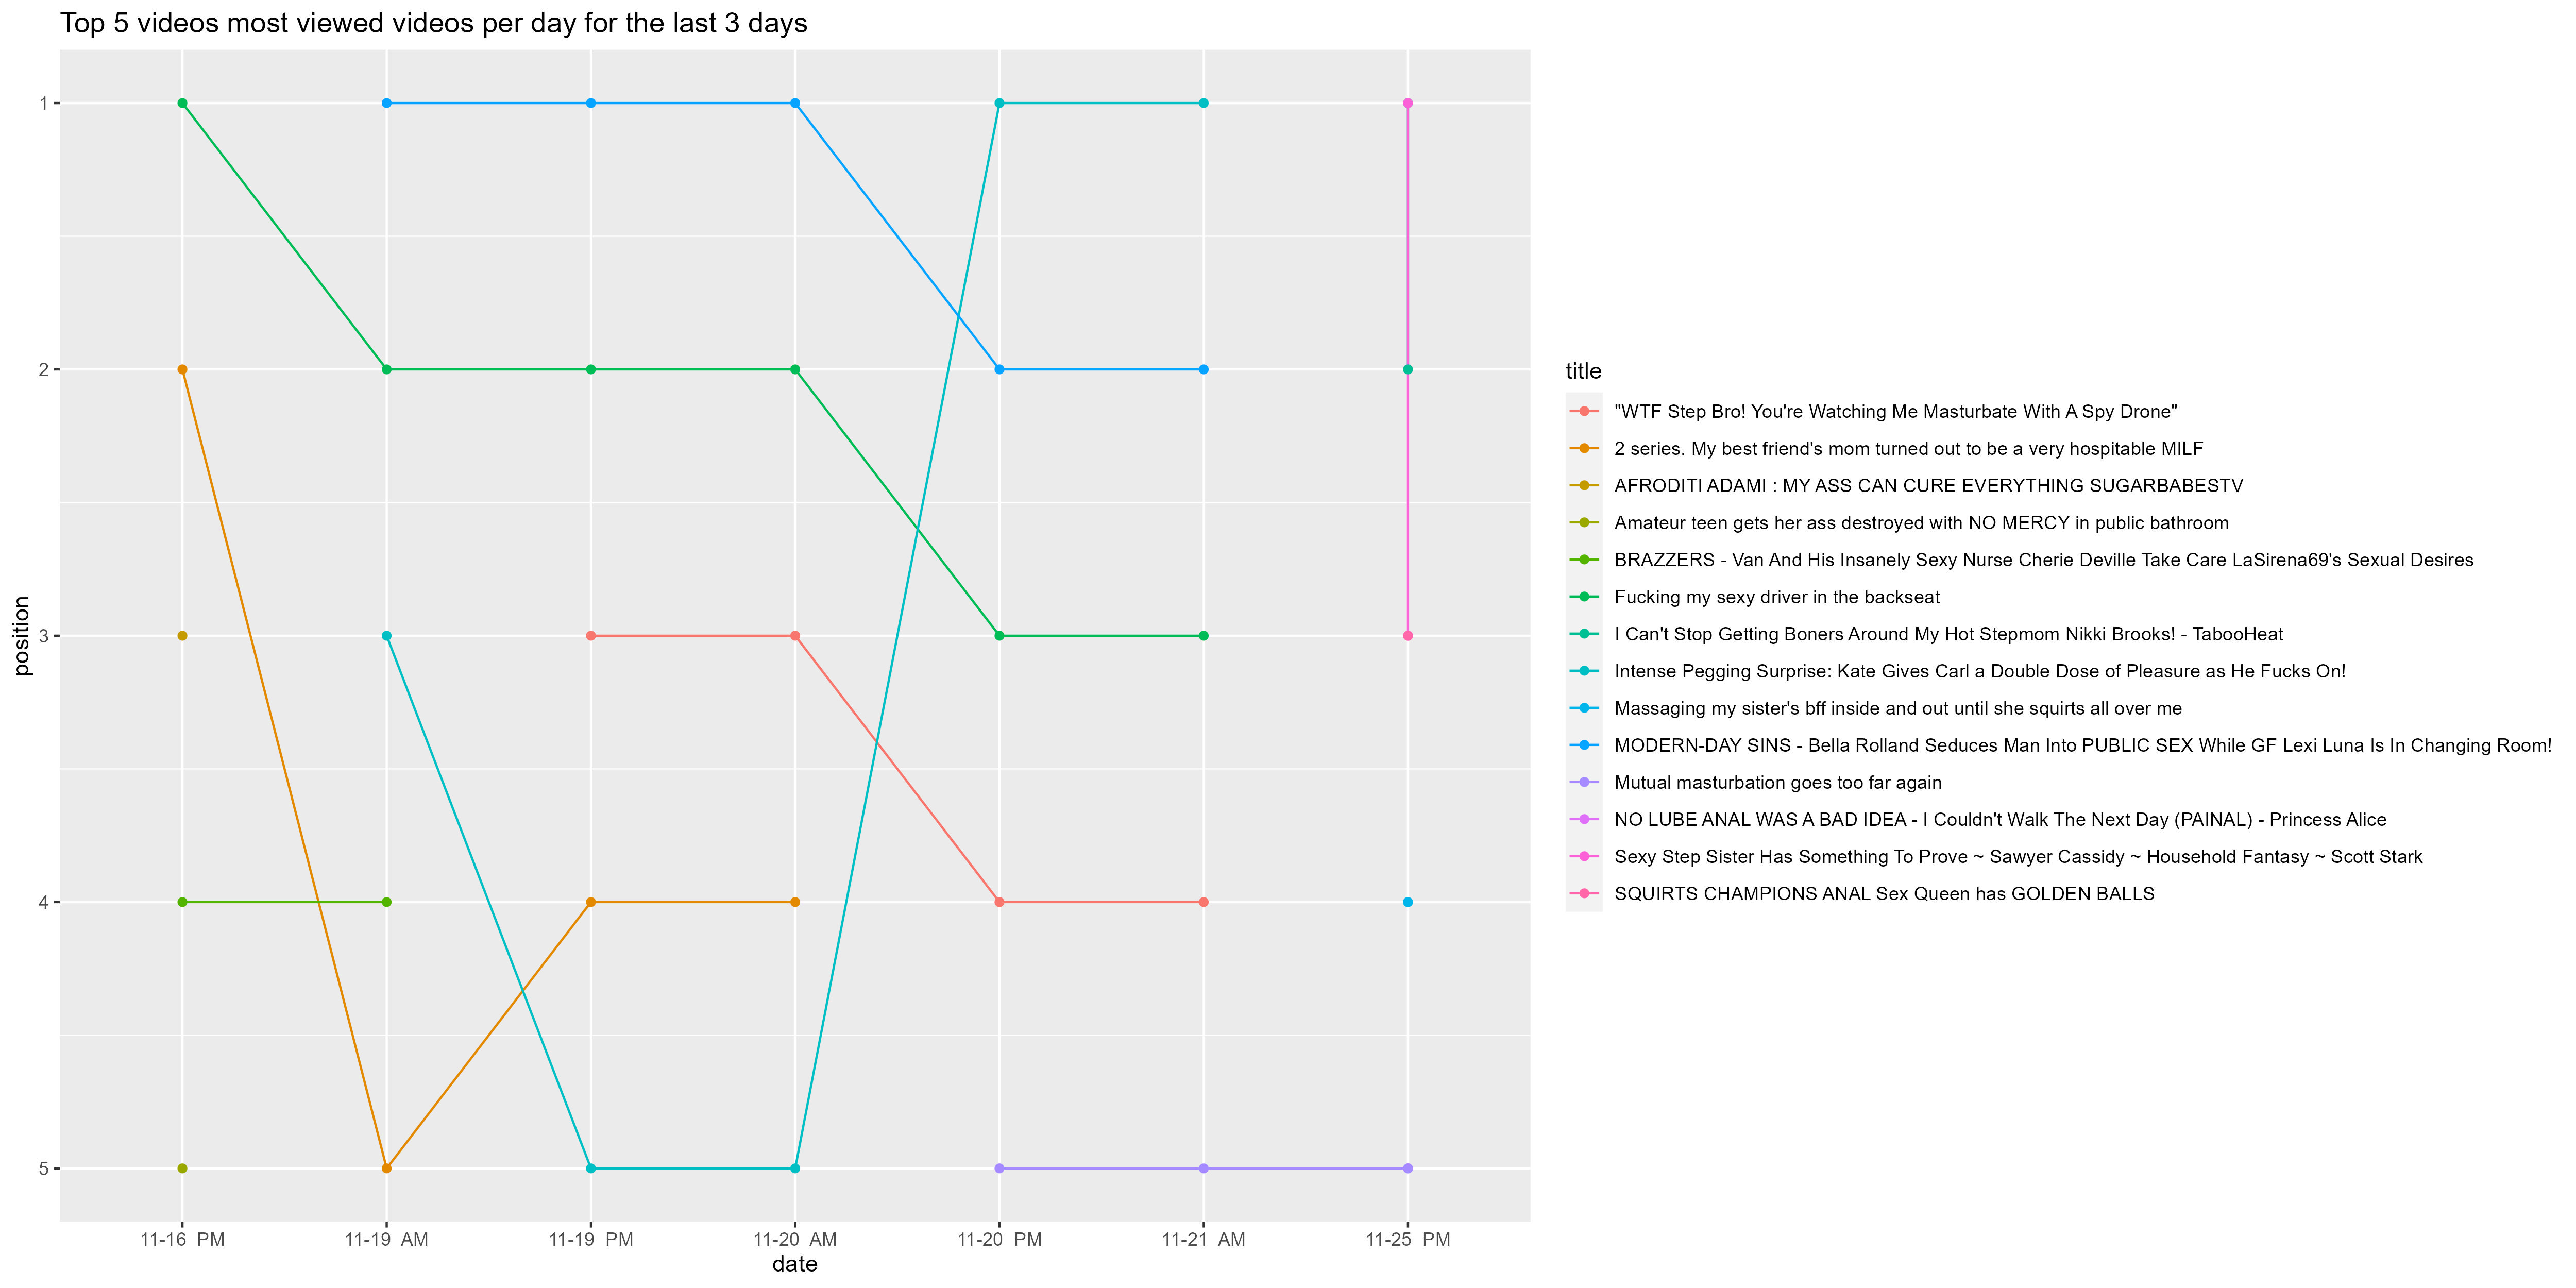 Top 5 videos most viewed videos per day for the last 3 days
position
1
2
3
4
5
11-16 PM
11-19 AM
11-19 PM
11-20 AM
11-20 PM
11-21 AM
11-25 PM
date
title
"WTF Step Bro! You're Watching Me Masturbate With A Spy Drone"
2 series. My best friend's mom turned out to be a very hospitable MILF
AFRODITI ADAMI : MY ASS CAN CURE EVERYTHING SUGARBABESTV
Amateur teen gets her ass destroyed with NO MERCY in public bathroom
BRAZZERS - Van And His Insanely Sexy Nurse Cherie Deville Take Care LaSirena69's Sexual Desires
Fucking my sexy driver in the backseat
I Can't Stop Getting Boners Around My Hot Stepmom Nikki Brooks! - TabooHeat
Intense Pegging Surprise: Kate Gives Carl a Double Dose of Pleasure as He Fucks On!
Massaging my sister's bff inside and out until she squirts all over me
MODERN-DAY SINS - Bella Rolland Seduces Man Into PUBLIC SEX While GF Lexi Luna Is In Changing Room!
Mutual masturbation goes too far again
NO LUBE ANAL WAS A BAD IDEA - I Couldn't Walk The Next Day (PAINAL) - Princess Alice
Sexy Step Sister Has Something To Prove ~ Sawyer Cassidy ~ Household Fantasy ~ Scott Stark
SQUIRTS CHAMPIONS ANAL Sex Queen has GOLDEN BALLS